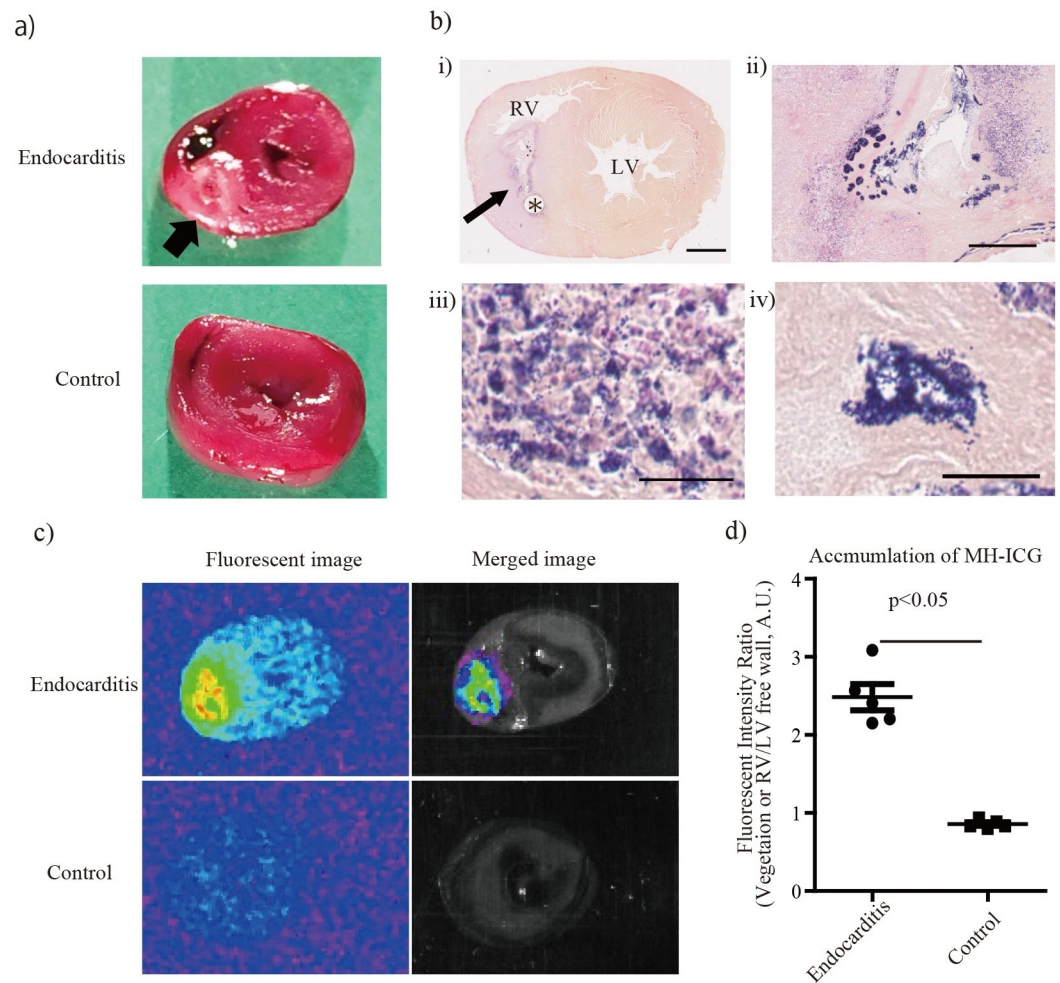 a)
Endocarditis
Control
b)
i)
RV
LV
*
ii)
iii)
iv)
c)
Fluorescent image
Merged image
Endocarditis
Control
d)
Accmumlation of MH-ICG
p<0.05
Fluorescent Intensity Ratio
(Vegetaion or RV/LV free wall, A.U.)
4
3
2
1
0
Endocarditis
Control